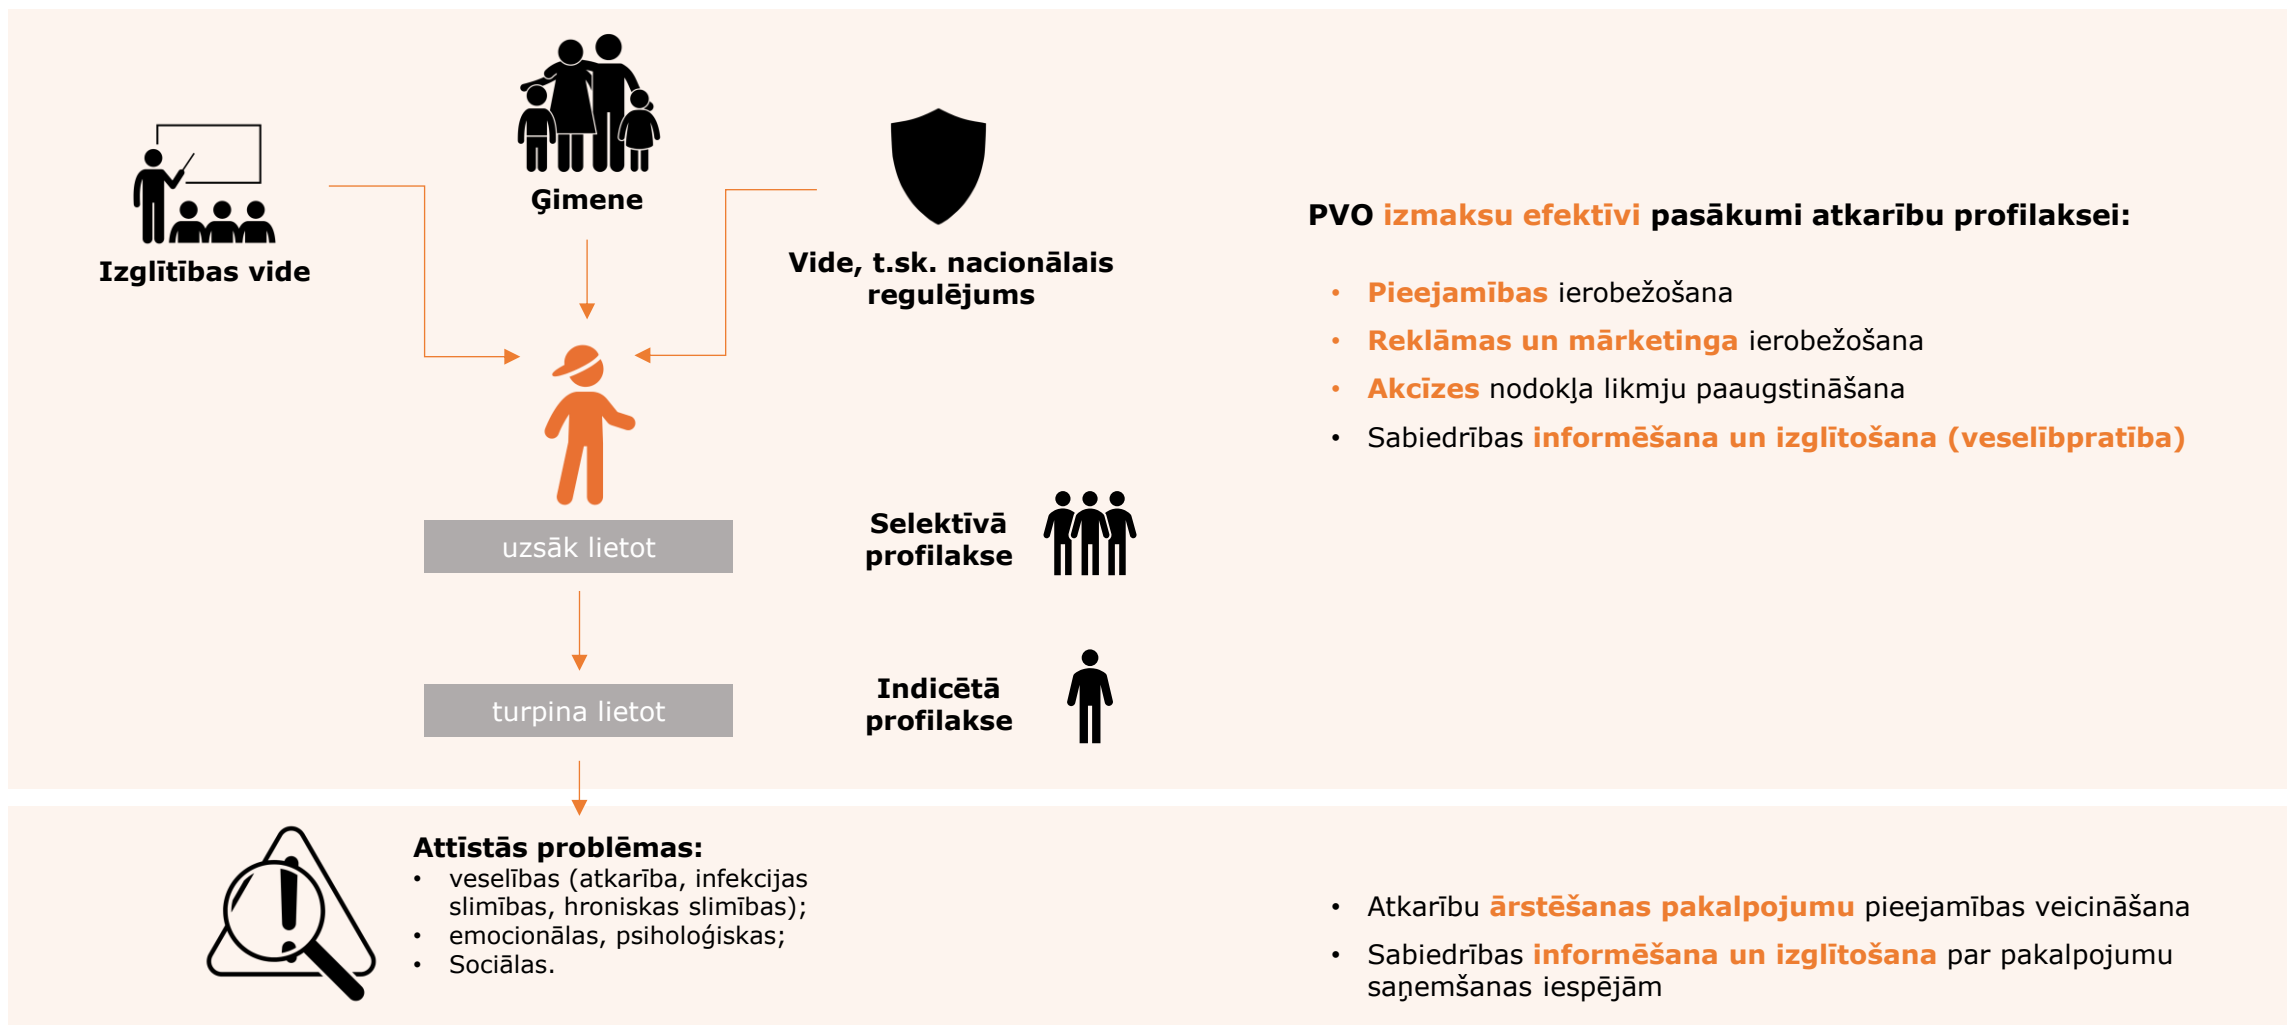 Ģimene
Izglītības vide
Vide, t.sk. nacionālais
regulējums
uzsāk lietot
Selektīvā
profilakse
turpina lietot
Indicētā
profilakse
PVO izmaksu efektīvi pasākumi atkarību profilaksei:
• Pieejamības ierobežošana
• Reklāmas un mārketinga ierobežošana
• Akcīzes nodokļa likmju paaugstināšana
• Sabiedrības informēšana un izglītošana (veselībpratība)
Attīstās problēmas:
• veselības (atkarība, infekcijas
slimības, hroniskas slimības);
• emocionālas, psiholoģiskas;
• Sociālas.
• Atkarību ārstēšanas pakalpojumu pieejamības veicināšana
• Sabiedrības informēšana un izglītošana par pakalpojumu
saņemšanas iespējām